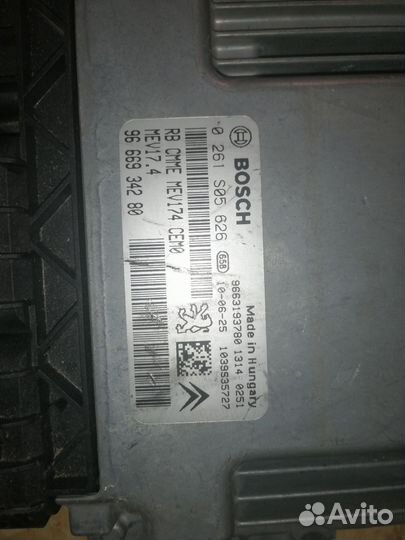 BOSCH
0 261 S05 626
65B
RB CMME MEV174 CEM0
MEV17.4
96 669 342 80
Made in Hungary
9663193780 1314 0251
10-06-25 1039S35727
Avito